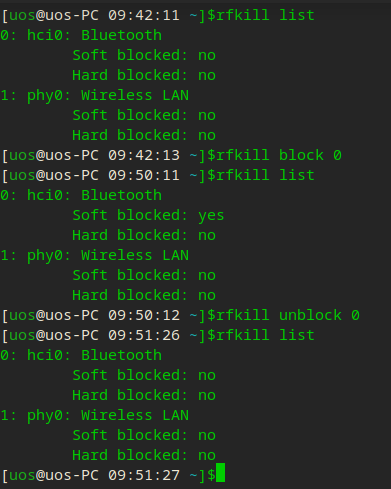 [uos@uos-PC 09:42:11 ~]$rfkill list
0: hci0: Bluetooth
        Soft blocked: no
        Hard blocked: no
1: phy0: Wireless LAN
        Soft blocked: no
        Hard blocked: no
[uos@uos-PC 09:42:13 ~]$rfkill block 0
[uos@uos-PC 09:50:11 ~]$rfkill list
0: hci0: Bluetooth
        Soft blocked: yes
        Hard blocked: no
1: phy0: Wireless LAN
        Soft blocked: no
        Hard blocked: no
[uos@uos-PC 09:50:12 ~]$rfkill unblock 0
[uos@uos-PC 09:51:26 ~]$rfkill list
0: hci0: Bluetooth
        Soft blocked: no
        Hard blocked: no
1: phy0: Wireless LAN
        Soft blocked: no
        Hard blocked: no
[uos@uos-PC 09:51:27 ~]$